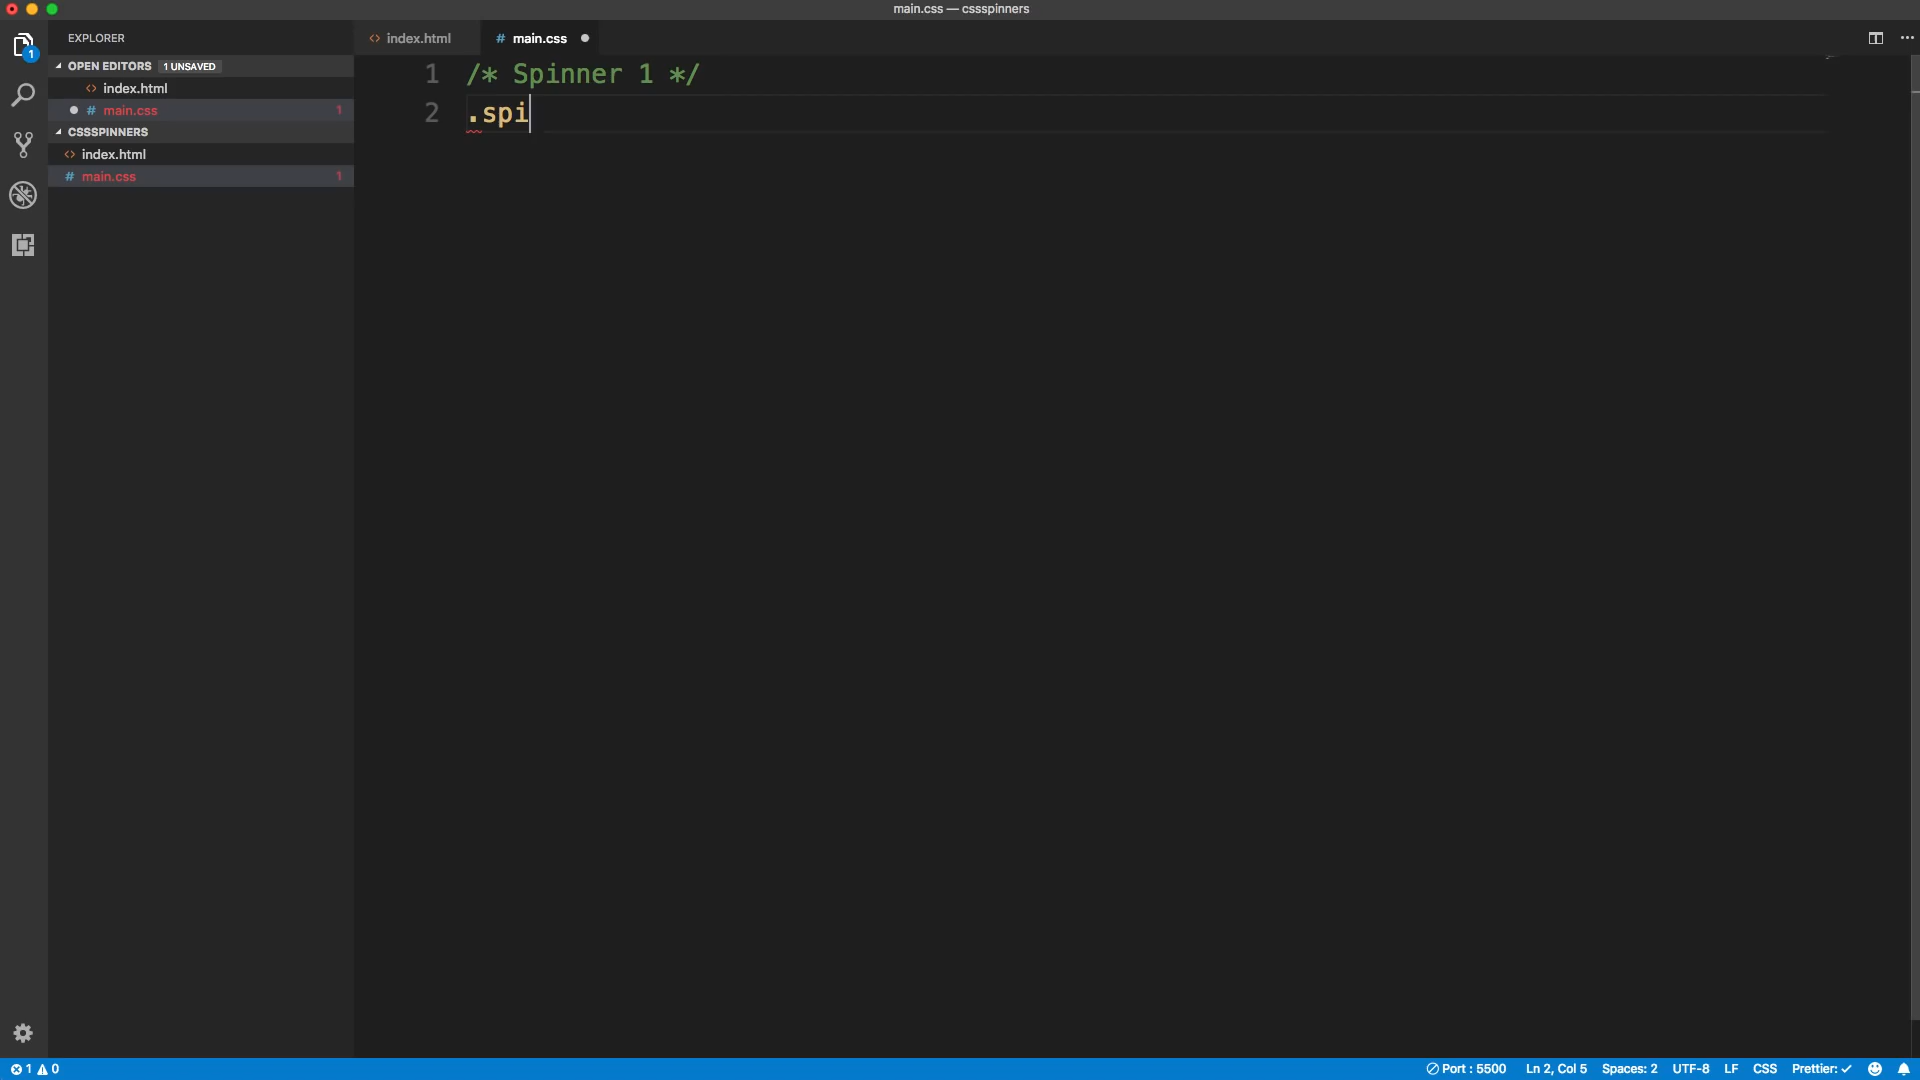 main.css — cssspinners
EXPLORER
OPEN EDITORS 1 UNSAVED
index.html
# main.css 1
CSSSPINNERS
index.html
# main.css 1
1
<> index.html
# main.css
1 /* Spinner 1 */
2 .spi
1 0
Port : 5500
Ln 2, Col 5
Spaces: 2
UTF-8
LF
CSS
Prettier: ✓